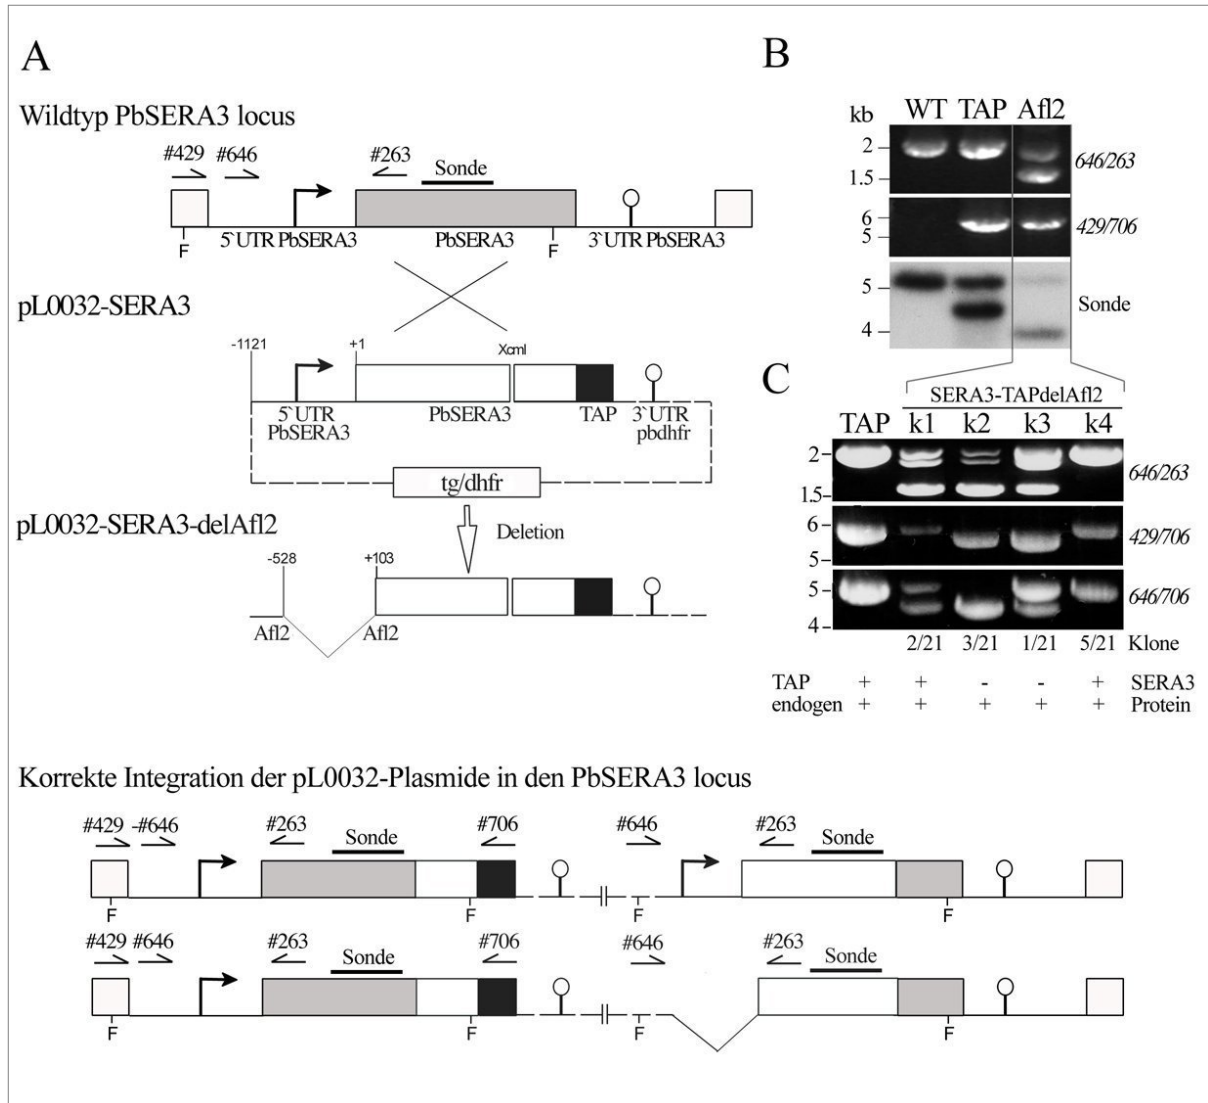 A
Wildtyp PbSERA3 locus
#429 #646 #263 Sonde
5`UTR PbSERA3 PbSERA3 3`UTR PbSERA3
F F
pL0032-SERA3
-1121 +1 XcmI
5`UTR PbSERA3 PbSERA3 TAP 3`UTR pbdhfr
tg/dhfr
pL0032-SERA3-delAfl2
Deletion
-528 +103
Afl2 Afl2
B
kb WT TAP Afl2
2 646/263
1.5
6 429/706
5
5 Sonde
4
C
SERA3-TAPdelAfl2
TAP k1 k2 k3 k4
2 646/263
1.5
6 429/706
5
5 646/706
4
2/21 3/21 1/21 5/21 Klone
TAP + + - - + SERA3
endogen + + + + + Protein
Korrekte Integration der pL0032-Plasmide in den PbSERA3 locus
#429 #646 #263 Sonde #706 #646 #263 Sonde
F F F F
#429 #646 #263 Sonde #706 #646 #263 Sonde
F F F F